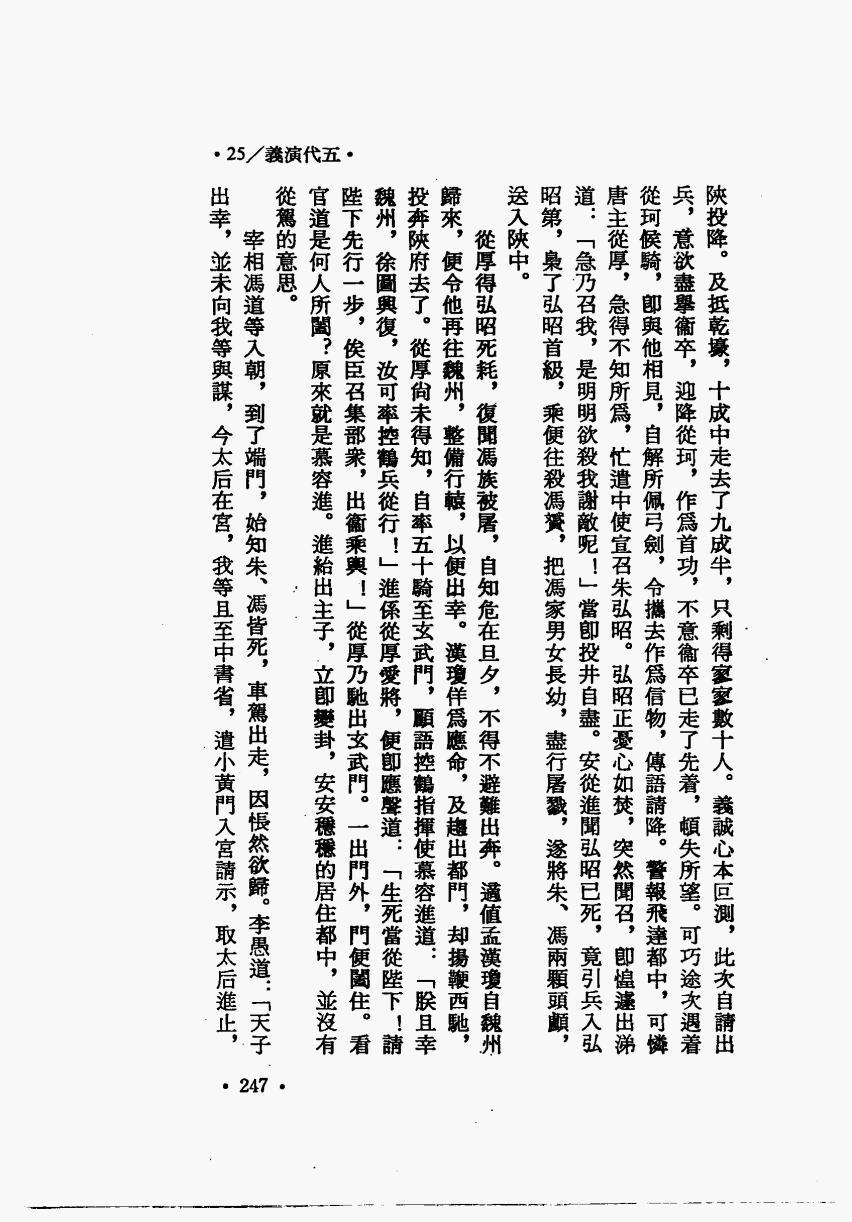 •25／義演代五•
陝投降。及抵乾壕，十成中走去了九成半，只剩得寥寥數十人。義誠心本叵測，此次自請出
兵，意欲盡舉衞卒，迎降從珂，作爲首功，不意衞卒已走了先着，頓失所望。可巧途次遇着
從珂候騎，卽與他相見，自解所佩弓劍，令攜去作爲信物，傳語請降。警報飛達都中，可憐
唐主從厚，急得不知所爲，忙遣中使宣召朱弘昭。弘昭正憂心如焚，突然聞召，卽惶遽出涕
道：「急乃召我，是明明欲殺我謝敵呢！」當卽投井自盡。安從進聞弘昭已死，竟引兵入弘
昭第，梟了弘昭首級，乘便往殺馮贇，把馮家男女長幼，盡行屠戮，遂將朱、馮兩顆頭顱，
送入陝中。
從厚得弘昭死耗，復聞馮族被屠，自知危在旦夕，不得不避難出奔。適值孟漢瓊自魏州
歸來，便令他再往魏州，整備行轅，以便出幸。漢瓊佯爲應命，及趨出都門，却揚鞭西馳，
投奔陝府去了。從厚尙未得知，自率五十騎至玄武門，顧語控鶴指揮使慕容進道：「朕且幸
魏州，徐圖興復，汝可率控鶴兵從行！」進係從厚愛將，便卽應聲道：「生死當從陛下！請
陛下先行一步，俟臣召集部衆，出衞乘輿！」從厚乃馳出玄武門。一出門外，門便闔住。看
官道是何人所闔？原來就是慕容進。進紿出主子，立卽變卦，安安穩穩的居住都中，並沒有
從駕的意思。
宰相馮道等入朝，到了端門，始知朱、馮皆死，車駕出走，因悵然欲歸。李愚道：「天子
出幸，並未向我等與謀，今太后在宮，我等且至中書省，遣小黃門入宮請示，取太后進止，
•247•